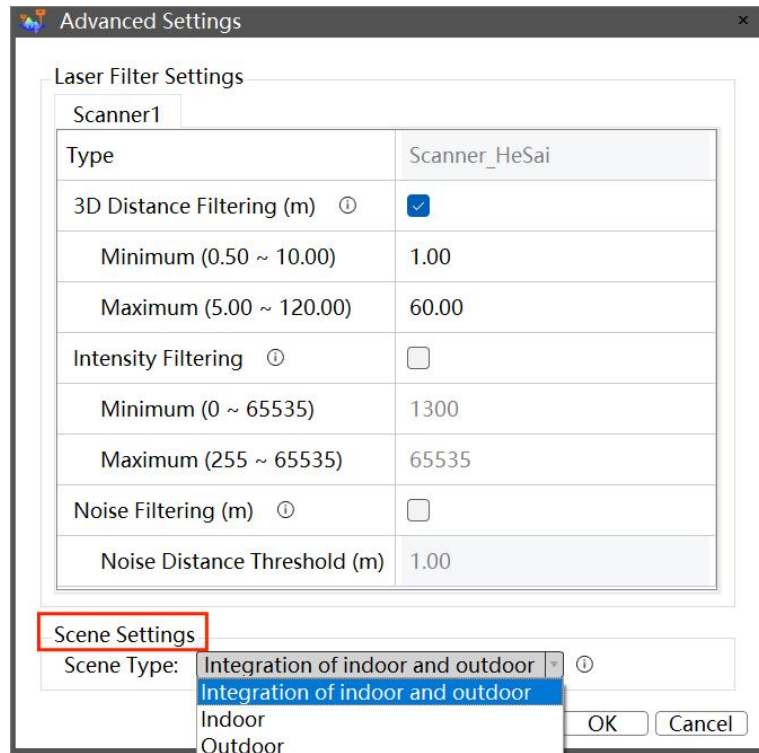 Advanced Settings
Laser Filter Settings
Scanner1
Type Scanner_HeSai
3D Distance Filtering (m)
Minimum (0.50 ~ 10.00) 1.00
Maximum (5.00 ~ 120.00) 60.00
Intensity Filtering
Minimum (0 ~ 65535) 1300
Maximum (255 ~ 65535) 65535
Noise Filtering (m)
Noise Distance Threshold (m) 1.00
Scene Settings
Scene Type: Integration of indoor and outdoor
Integration of indoor and outdoor
Indoor
OK Cancel
Outdoor